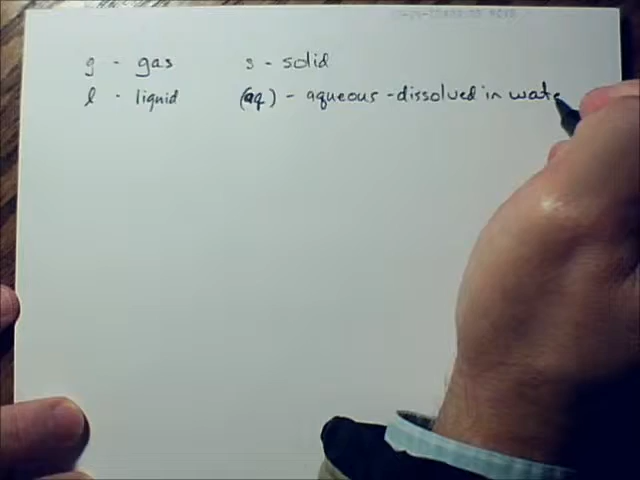 g - gas s - solid
l - liquid (aq) - aqueous - dissolved in wate